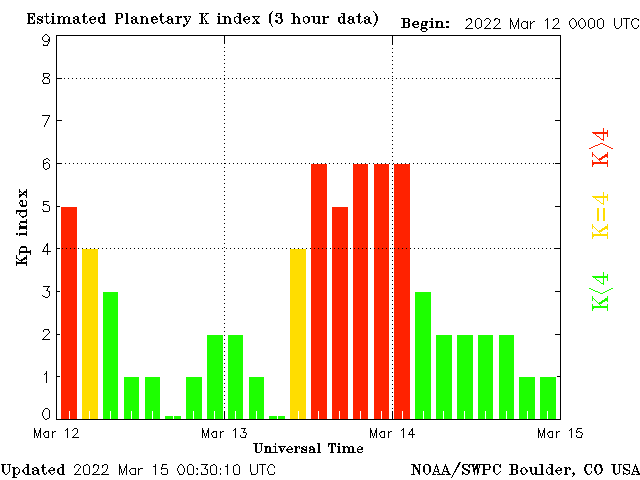 Estimated Planetary K index (3 hour data) Begin: 2022 Mar 12 0000 UTC
9
8
7
6
5
4
3
2
1
0
Kp index
K>4
K=4
K<4
Mar 12 Mar 13 Mar 14 Mar 15
Universal Time
Updated 2022 Mar 15 00:30:10 UTC NOAA/SWPC Boulder, CO USA